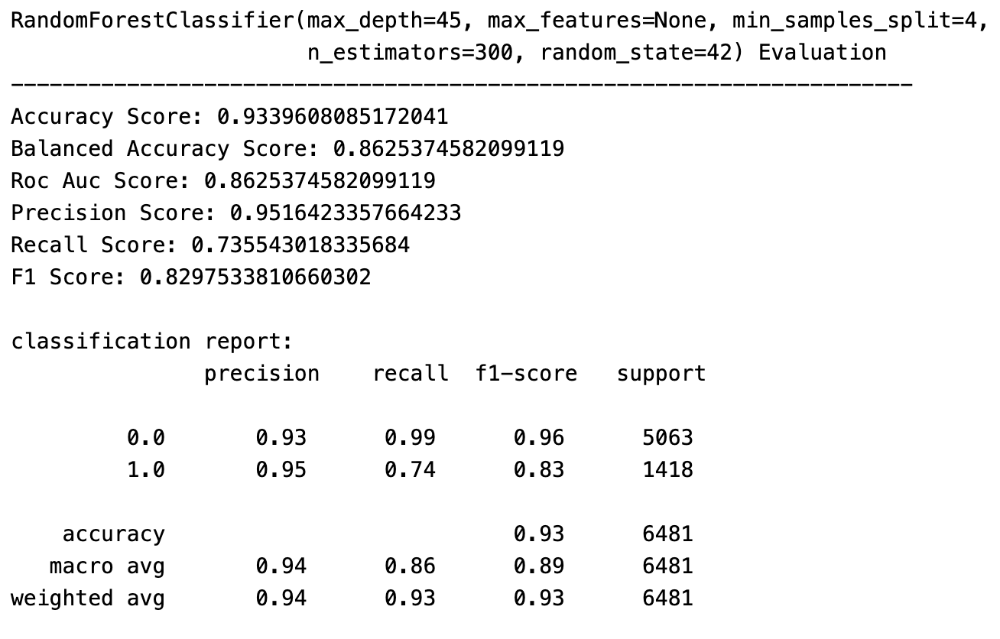 RandomForestClassifier(max_depth=45, max_features=None, min_samples_split=4,
                       n_estimators=300, random_state=42) Evaluation
----------------------------------------------------------------------
Accuracy Score: 0.9339608085172041
Balanced Accuracy Score: 0.8625374582099119
Roc Auc Score: 0.8625374582099119
Precision Score: 0.9516423357664233
Recall Score: 0.735543018335684
F1 Score: 0.8297533810660302

classification report:
               precision    recall  f1-score   support

         0.0       0.93      0.99      0.96      5063
         1.0       0.95      0.74      0.83      1418

    accuracy                           0.93      6481
   macro avg       0.94      0.86      0.89      6481
weighted avg       0.94      0.93      0.93      6481